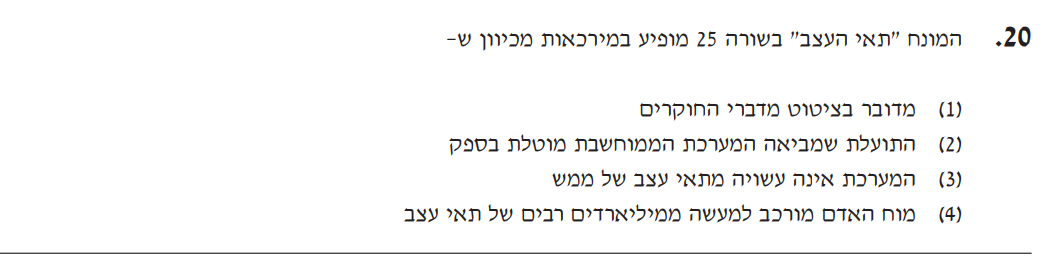 20. המונח "תאי העצב" בשורה 25 מופיע במירכאות מכיוון ש-
(1) מדובר בציטוט מדברי החוקרים
(2) התועלת שמביאה המערכת הממוחשבת מוטלת בספק
(3) המערכת אינה עשויה מתאי עצב של ממש
(4) מוח האדם מורכב למעשה ממיליארדים רבים של תאי עצב